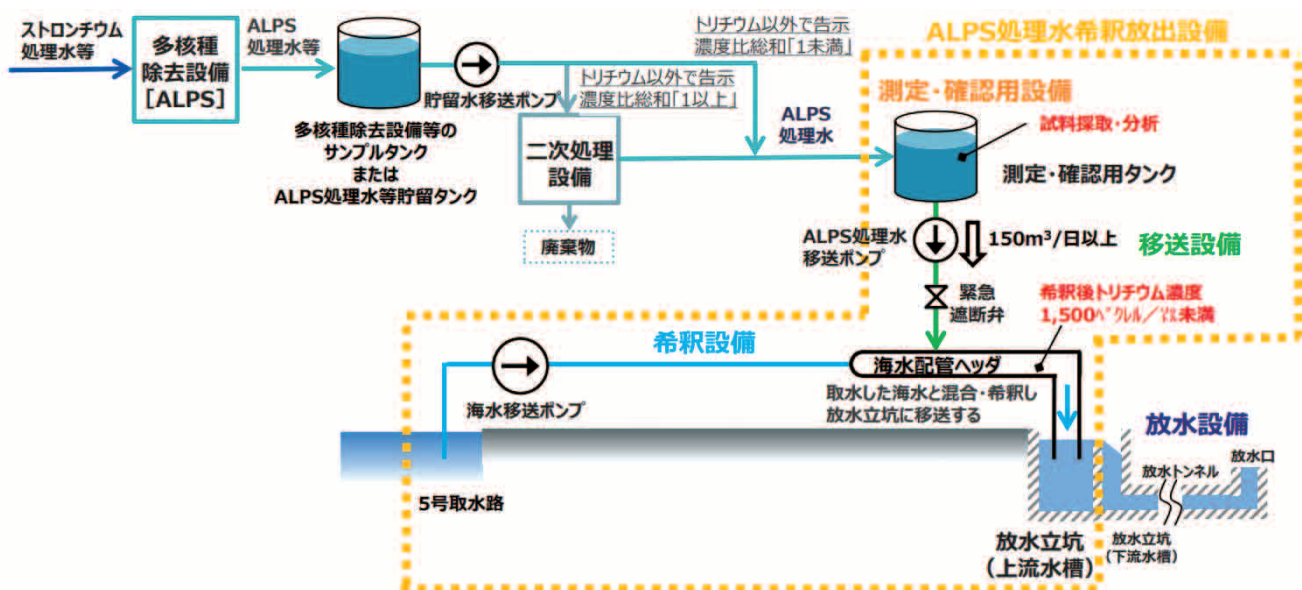 ストロンチウム
処理水等
多核種
除去設備
[ALPS]
ALPS
処理水等
貯留水移送ポンプ
多核種除去設備等の
サンプルタンク
または
ALPS処理水等貯留タンク
トリチウム以外で告示
濃度比総和「1未満」
トリチウム以外で告示
濃度比総和「1以上」
二次処理
設備
廃棄物
ALPS
処理水
ALPS処理水希釈放出設備
測定・確認用設備
試料採取・分析
測定・確認用タンク
ALPS処理水
移送ポンプ
150m³/日以上
移送設備
緊急
遮断弁
希釈後トリチウム濃度
1,500ベクレル/㍑未満
希釈設備
海水移送ポンプ
海水配管ヘッダ
取水した海水と混合・希釈し
放水立坑に移送する
5号取水路
放水設備
放水口
放水トンネル
放水立坑
(上流水槽)
放水立坑
(下流水槽)